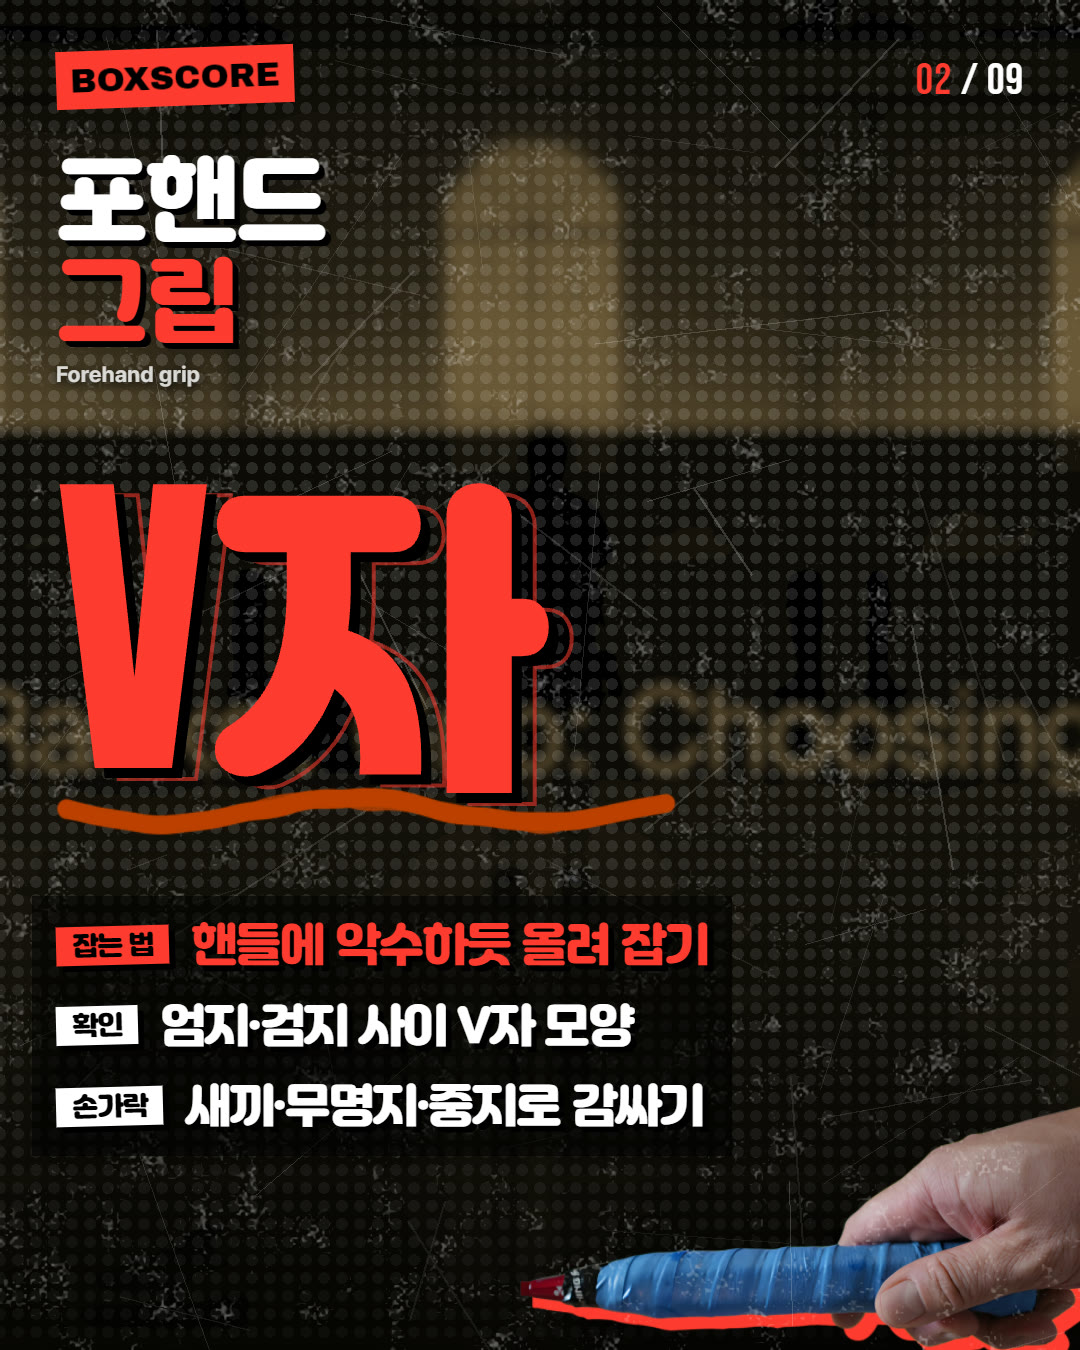 BOXSCORE
02 / 09
포핸드
그립
Forehand grip
V자
Choosing
잡는 법 핸들에 악수하듯 올려 잡기
확인 엄지·검지 사이 V자 모양
손가락 새끼·무명지·중지로 감싸기